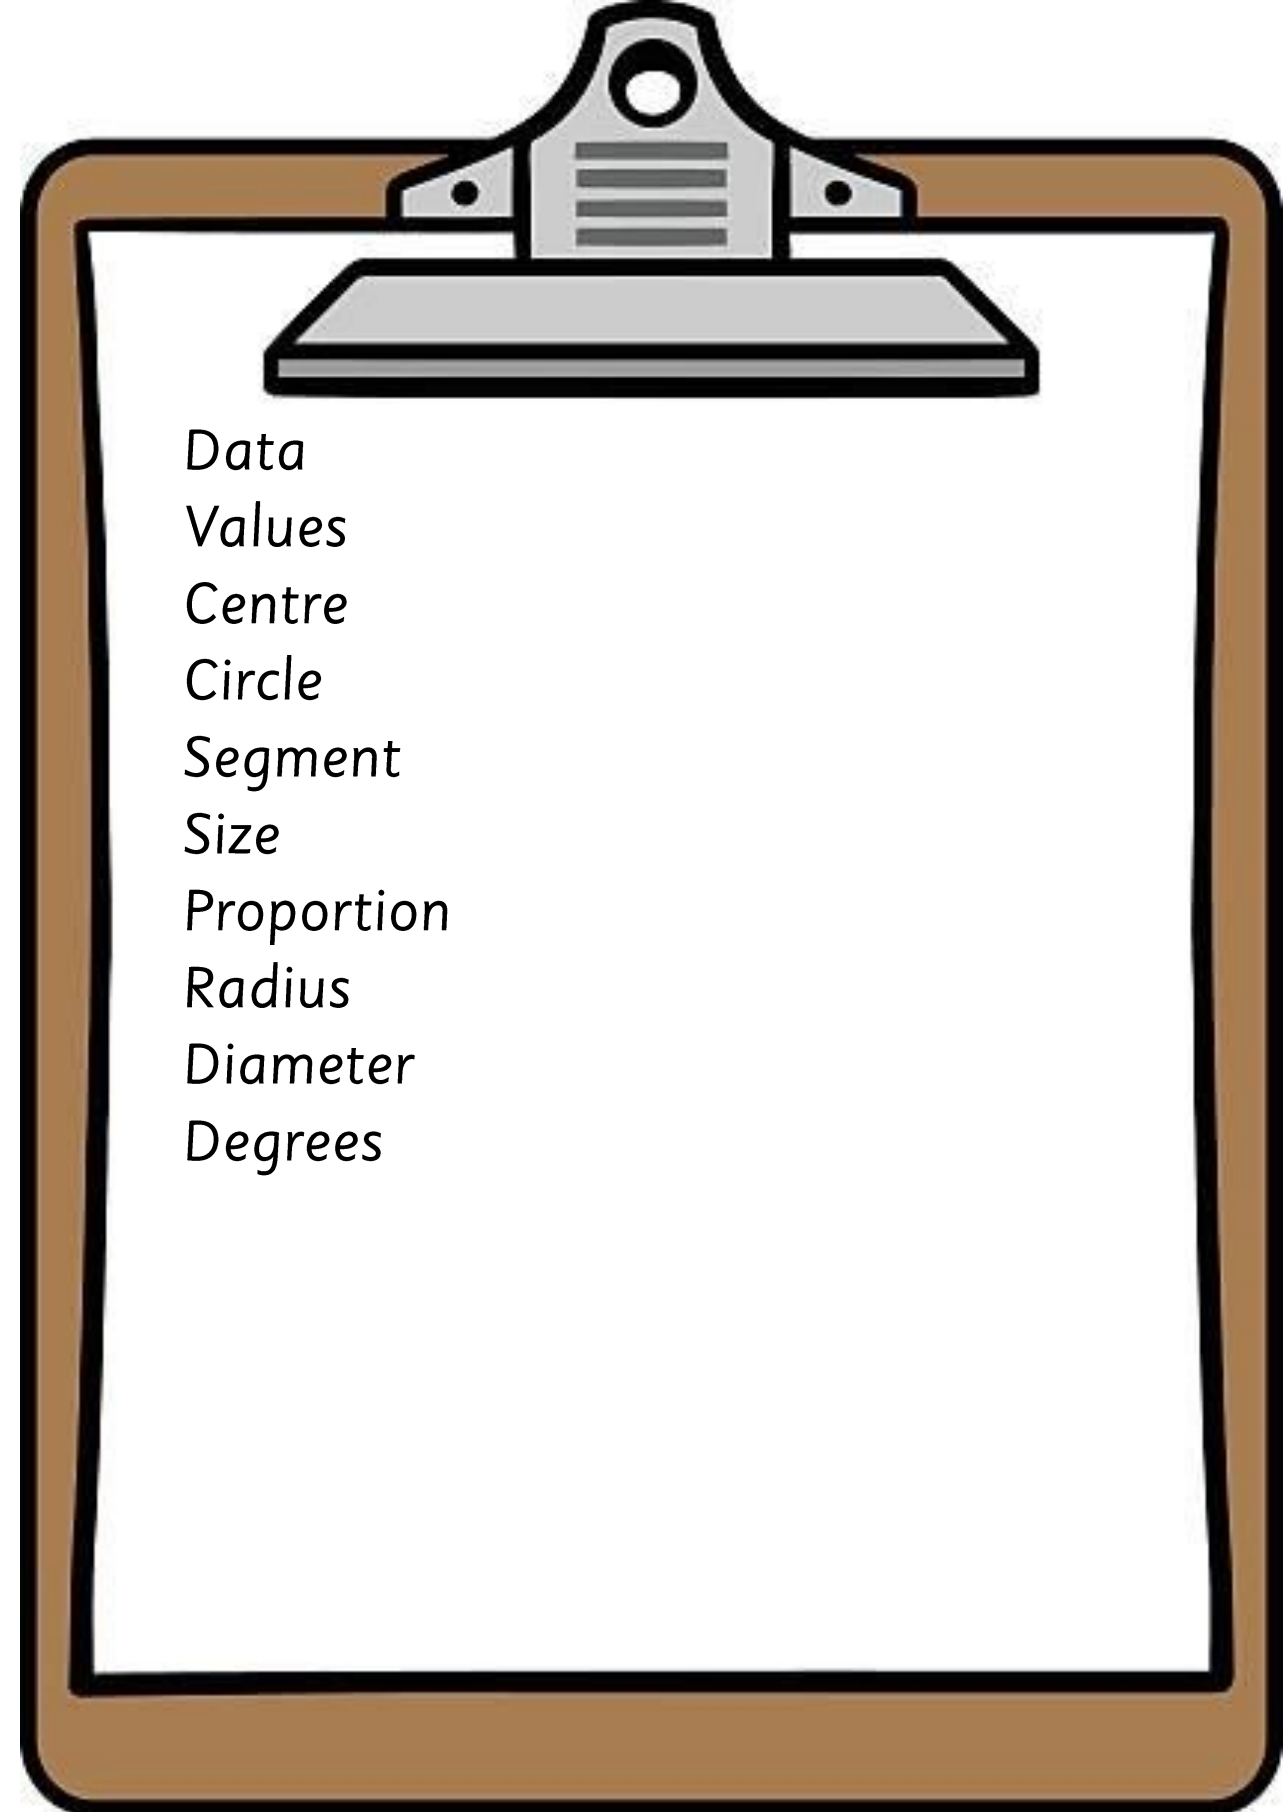 Data
Values
Centre
Circle
Segment
Size
Proportion
Radius
Diameter
Degrees